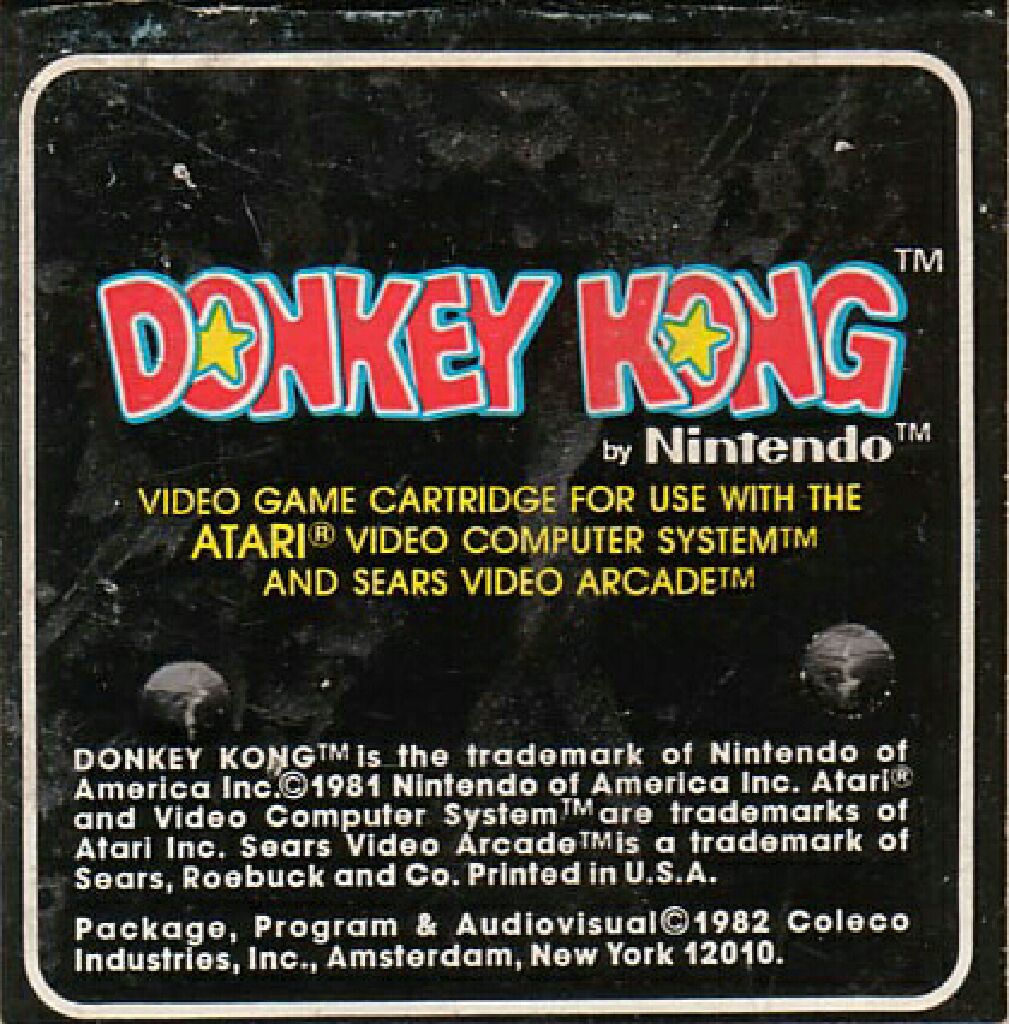 DONKEY KONG™
by Nintendo™
VIDEO GAME CARTRIDGE FOR USE WITH THE
ATARI® VIDEO COMPUTER SYSTEM™
AND SEARS VIDEO ARCADE™
DONKEY KONG™ is the trademark of Nintendo of
America Inc.©1981 Nintendo of America Inc. Atari®
and Video Computer System™ are trademarks of
Atari Inc. Sears Video Arcade™ is a trademark of
Sears, Roebuck and Co. Printed in U.S.A.
Package, Program & Audiovisual©1982 Coleco
Industries, Inc., Amsterdam, New York 12010.